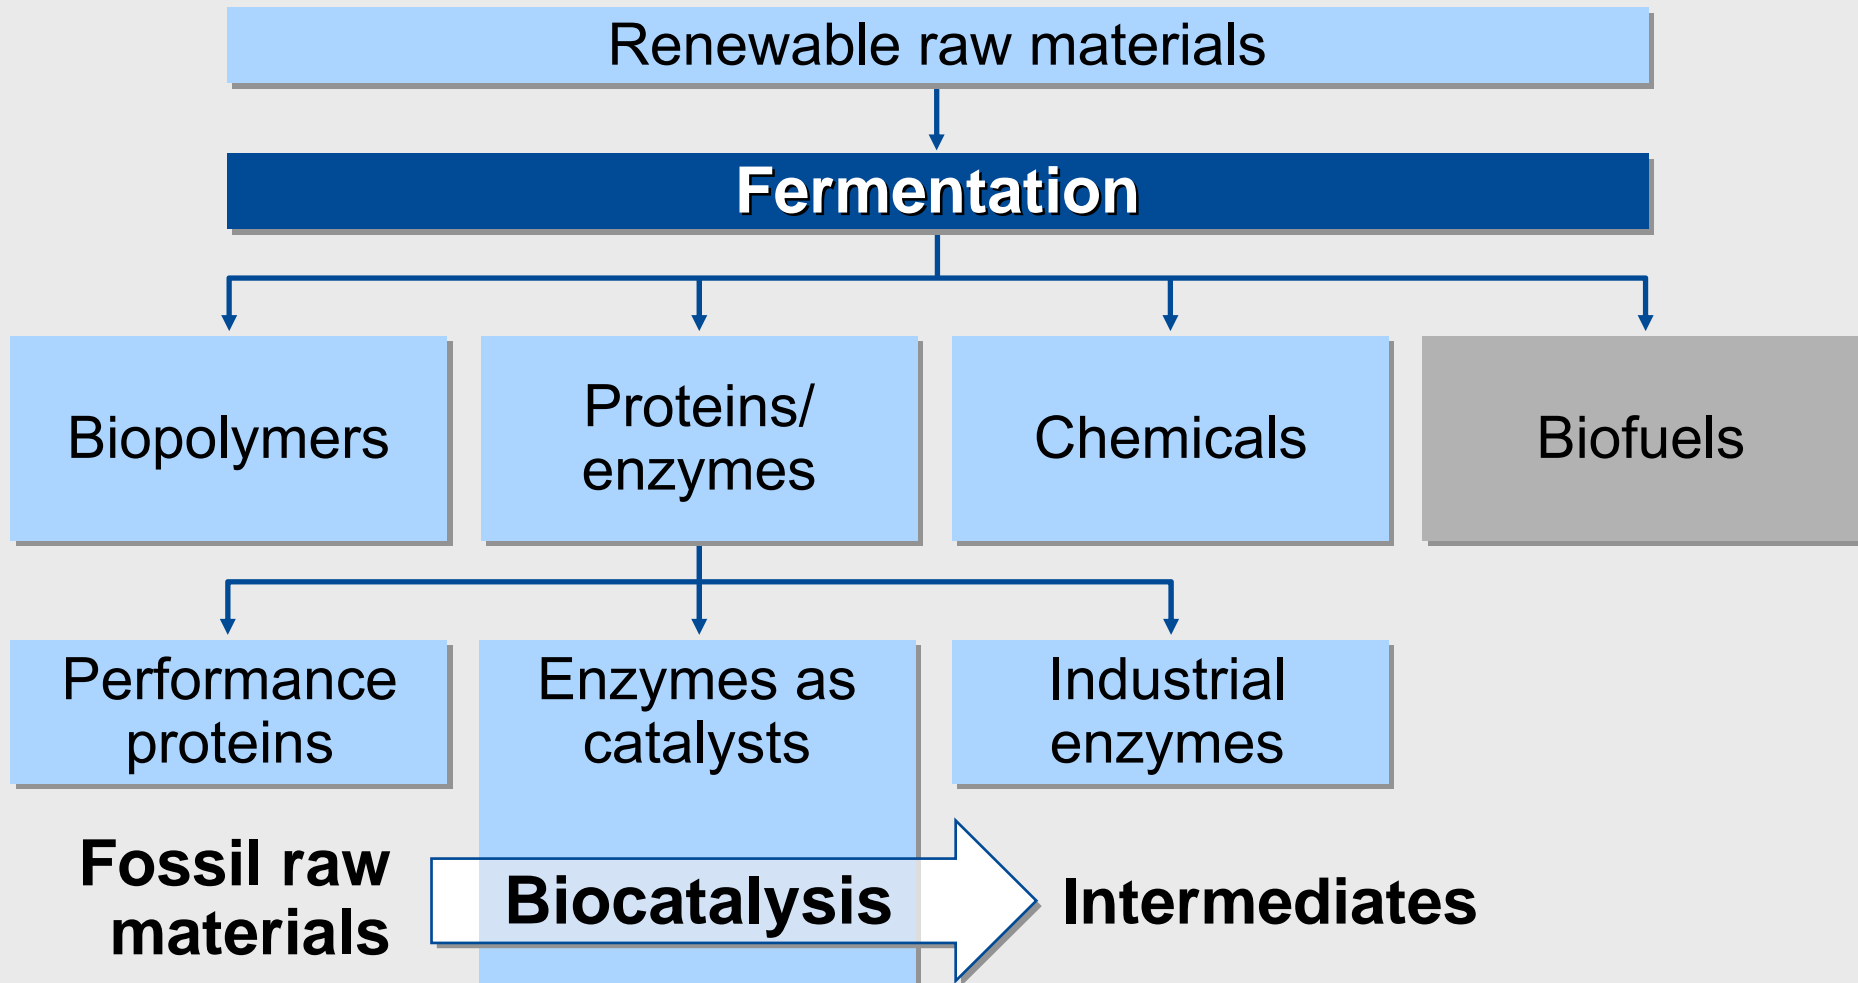 Renewable raw materials
Fermentation
Biopolymers
Proteins/
enzymes
Chemicals
Biofuels
Performance
proteins
Enzymes as
catalysts
Industrial
enzymes
Fossil raw
materials
Biocatalysis
Intermediates